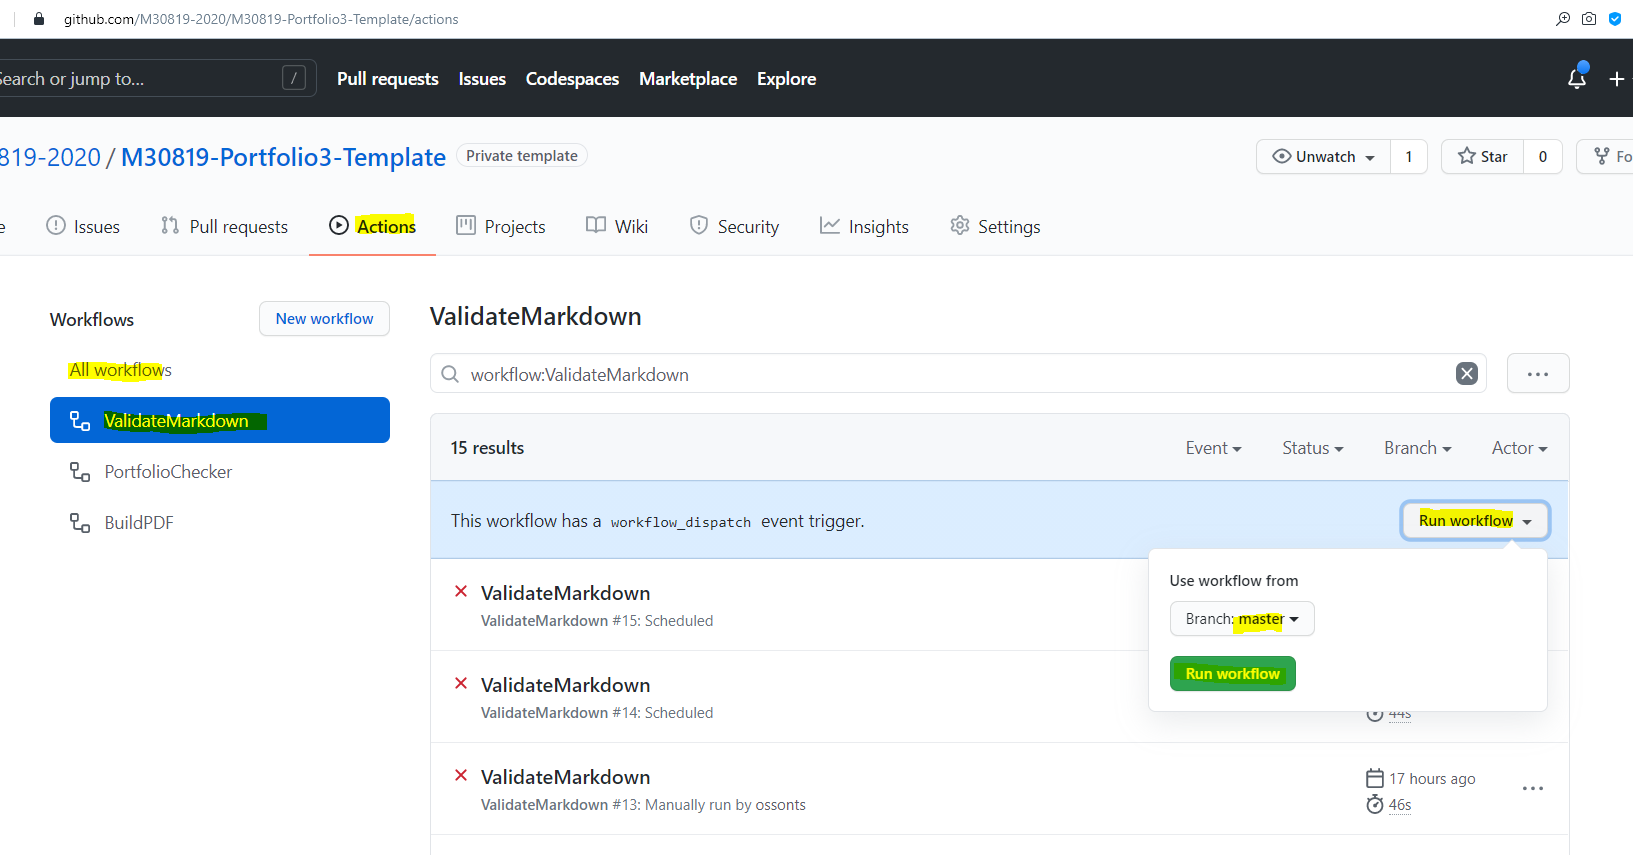 github.com/M30819-2020/M30819-Portfolio3-Template/actions
Search or jump to... /
Pull requests Issues Codespaces Marketplace Explore
819-2020 / M30819-Portfolio3-Template Private template
Unwatch 1 Star 0 Fo
e Issues Pull requests Actions Projects Wiki Security Insights Settings
Workflows
New workflow
All workflows
ValidateMarkdown
PortfolioChecker
BuildPDF
ValidateMarkdown
workflow:ValidateMarkdown
15 results
Event Status Branch Actor
This workflow has a workflow_dispatch event trigger.
Run workflow
Use workflow from
Branch: master
Run workflow
ValidateMarkdown
ValidateMarkdown #15: Scheduled
ValidateMarkdown
ValidateMarkdown #14: Scheduled
44s
ValidateMarkdown
ValidateMarkdown #13: Manually run by ossonts
17 hours ago
46s